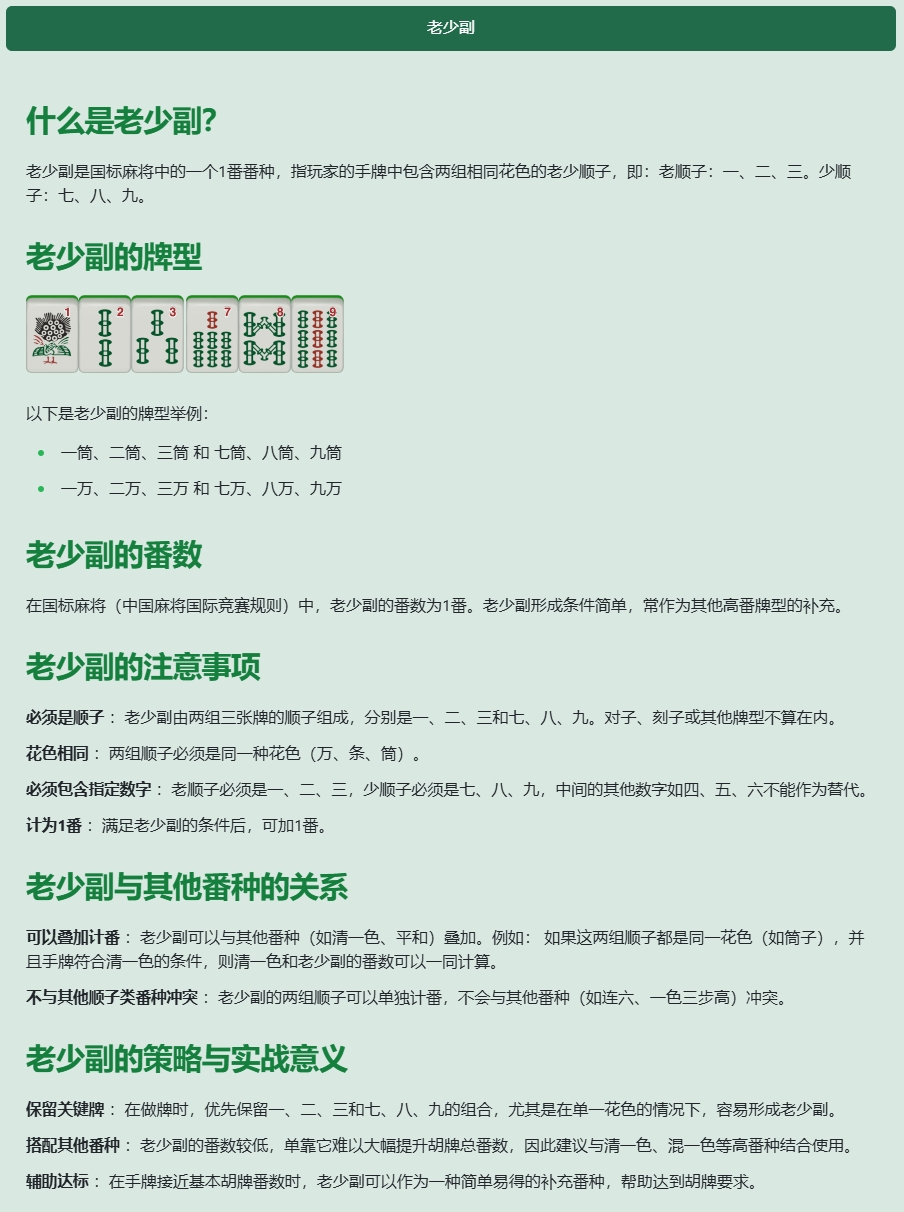 老少副
什么是老少副？
老少副是国标麻将中的一个1番番种，指玩家的手牌中包含两组相同花色的老少顺子，即：老顺子：一、二、三。少顺
子：七、八、九。
老少副的牌型
1 2 3 7 8 9
以下是老少副的牌型举例：
一筒、二筒、三筒 和 七筒、八筒、九筒
一万、二万、三万 和 七万、八万、九万
老少副的番数
在国标麻将（中国麻将国际竞赛规则）中，老少副的番数为1番。老少副形成条件简单，常作为其他高番牌型的补充。
老少副的注意事项
必须是顺子 ：老少副由两组三张牌的顺子组成，分别是一、二、三和七、八、九。对子、刻子或其他牌型不算在内。
花色相同 ：两组顺子必须是同一种花色（万、条、筒）。
必须包含指定数字 ：老顺子必须是一、二、三，少顺子必须是七、八、九，中间的其他数字如四、五、六不能作为替代。
计为1番 ：满足老少副的条件后，可加1番。
老少副与其他番种的关系
可以叠加计番 ：老少副可以与其他番种（如清一色、平和）叠加。例如： 如果这两组顺子都是同一花色（如筒子），并
且手牌符合清一色的条件，则清一色和老少副的番数可以一同计算。
不与其他顺子类番种冲突 ：老少副的两组顺子可以单独计番，不会与其他番种（如连六、一色三步高）冲突。
老少副的策略与实战意义
保留关键牌 ：在做牌时，优先保留一、二、三和七、八、九的组合，尤其是在单一花色的情况下，容易形成老少副。
搭配其他番种 ：老少副的番数较低，单靠它难以大幅提升胡牌总番数，因此建议与清一色、混一色等高番种结合使用。
辅助达标 ：在手牌接近基本胡牌番数时，老少副可以作为一种简单易得的补充番种，帮助达到胡牌要求。